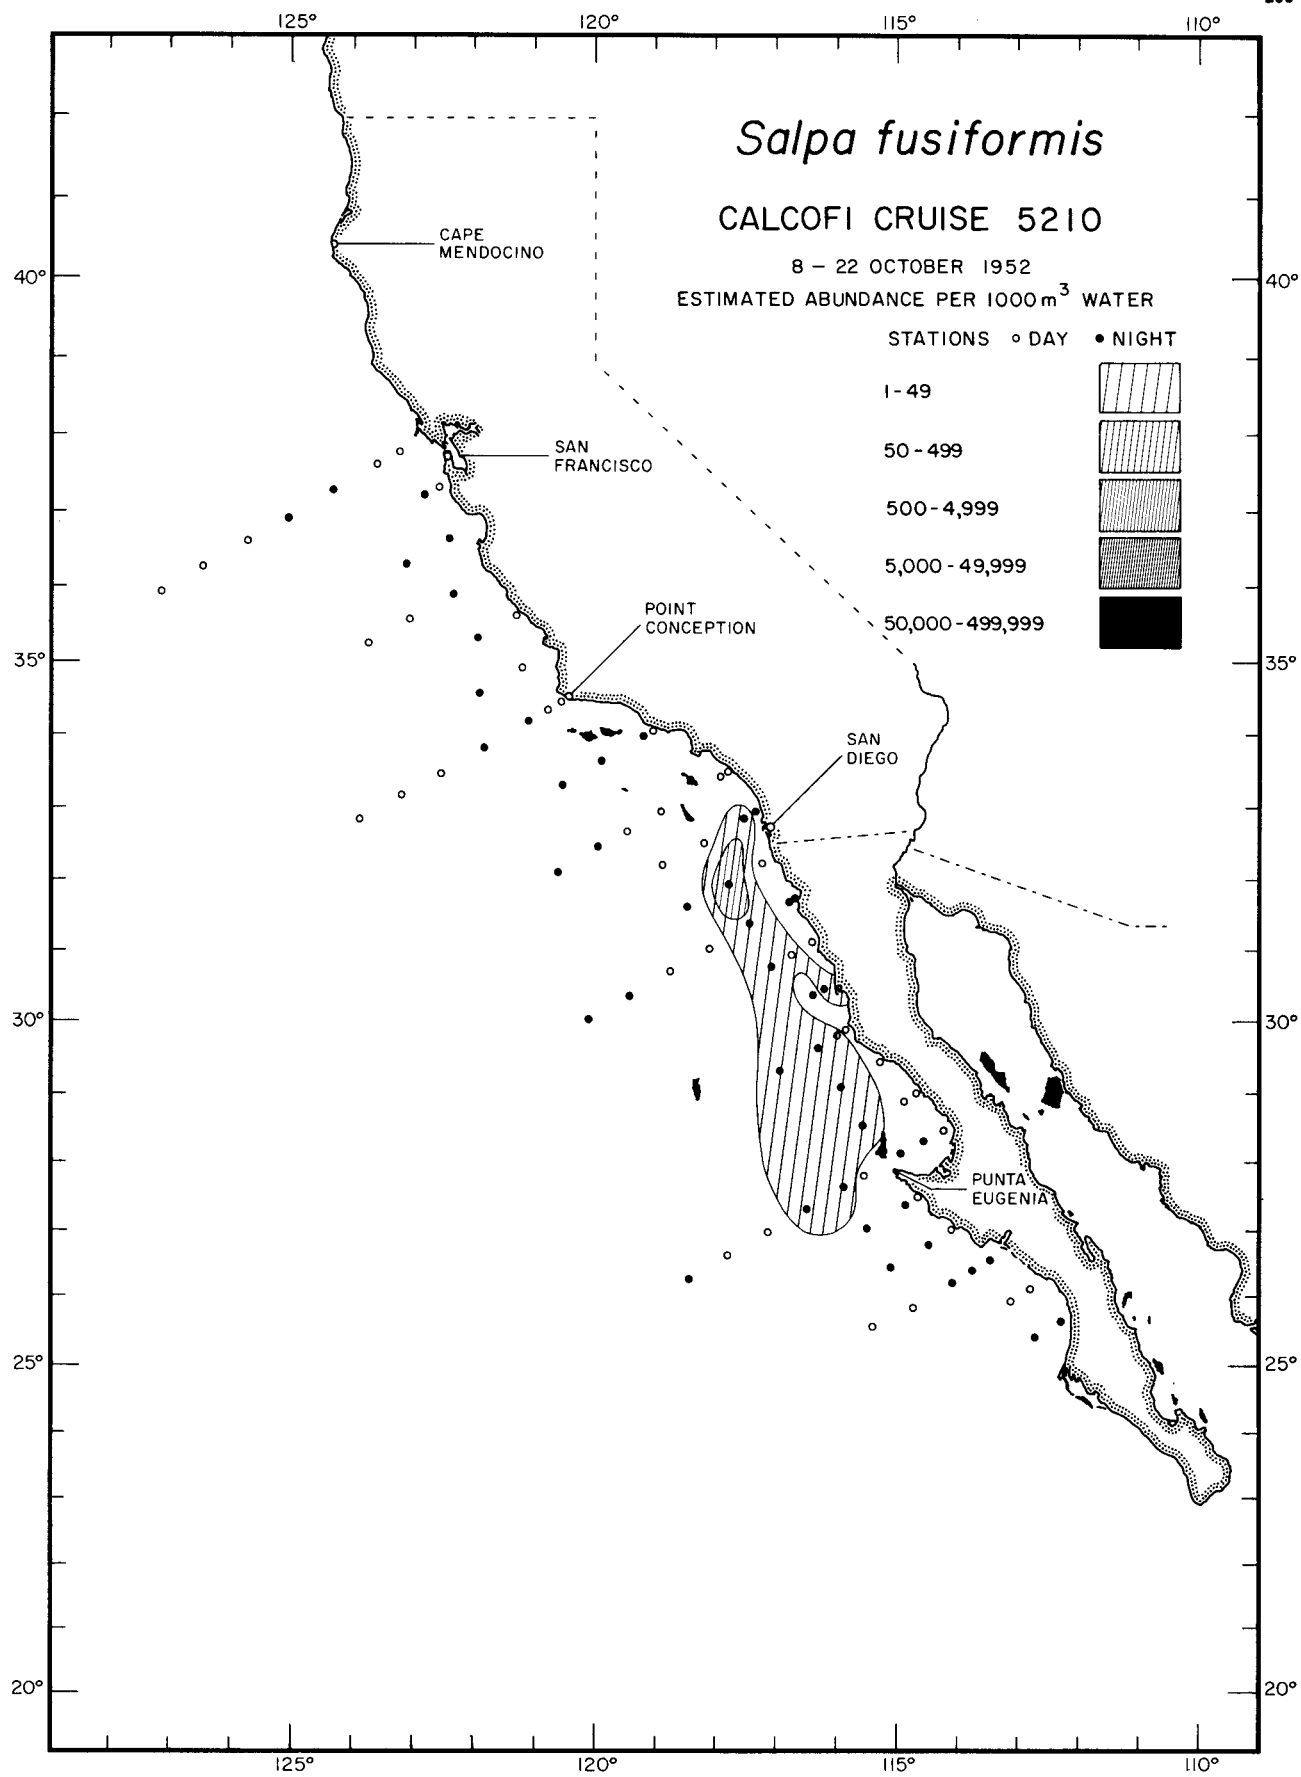 125° 120° 115° 110°
Salpa fusiformis
CALCOFI CRUISE 5210
8 – 22 OCTOBER 1952
ESTIMATED ABUNDANCE PER 1000 m³ WATER
STATIONS ○ DAY ● NIGHT
1 - 49
50 - 499
500 - 4,999
5,000 - 49,999
50,000 - 499,999
CAPE
MENDOCINO
40° 40°
SAN
FRANCISCO
POINT
CONCEPTION
35° 35°
SAN
DIEGO
30° 30°
PUNTA
EUGENIA
25° 25°
20° 20°
125° 120° 115° 110°